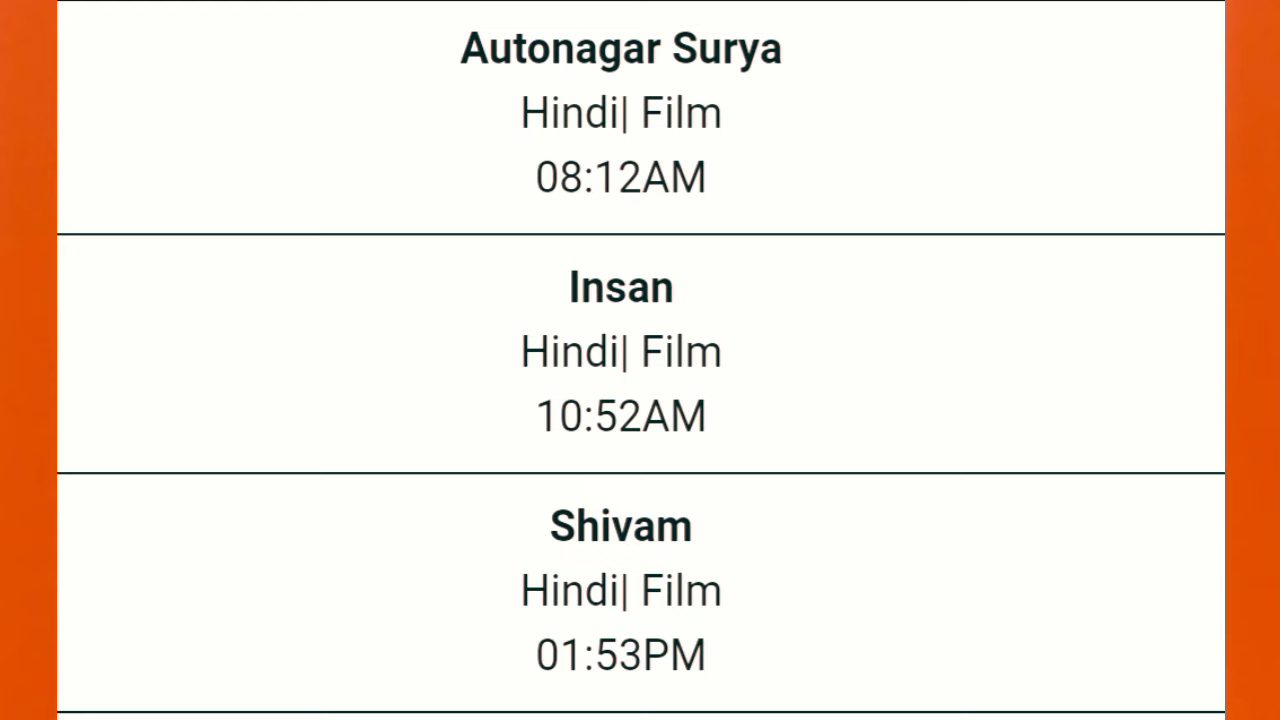 Autonagar Surya
Hindi| Film
08:12AM
Insan
Hindi| Film
10:52AM
Shivam
Hindi| Film
01:53PM